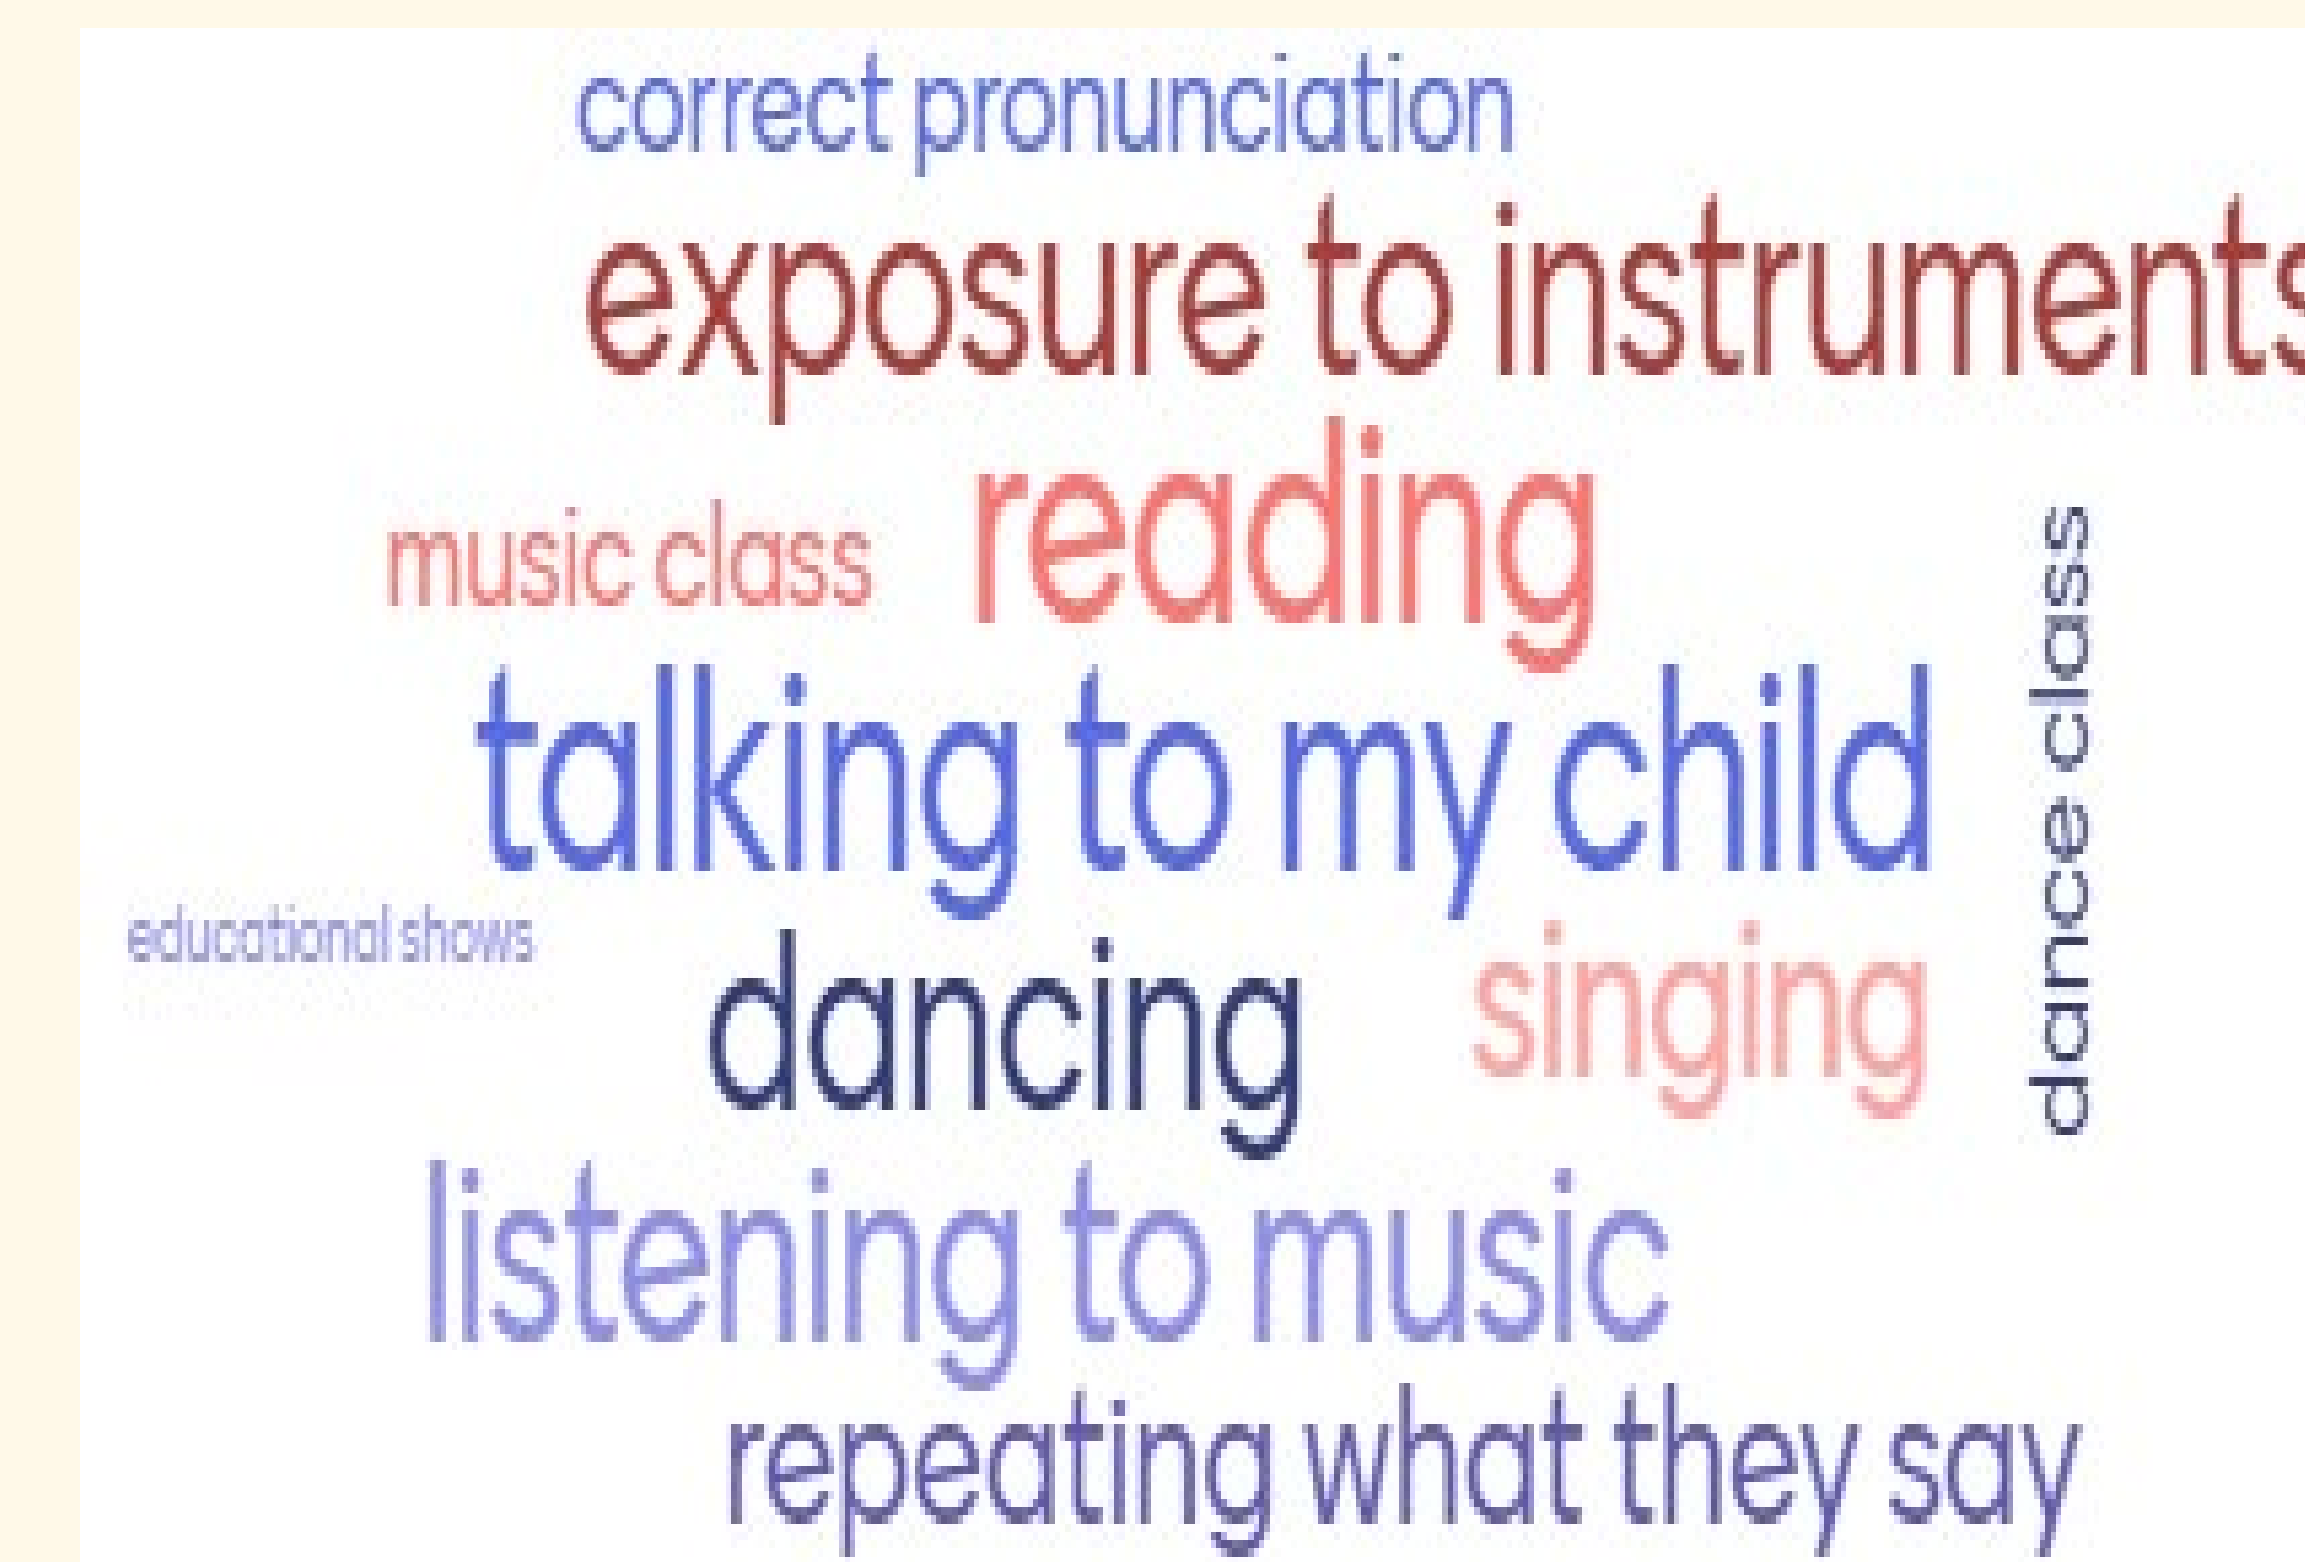 correct pronunciation
exposure to instruments
reading
music class
talking to my child
dance class
educational shows
dancing
singing
listening to music
repeating what they say